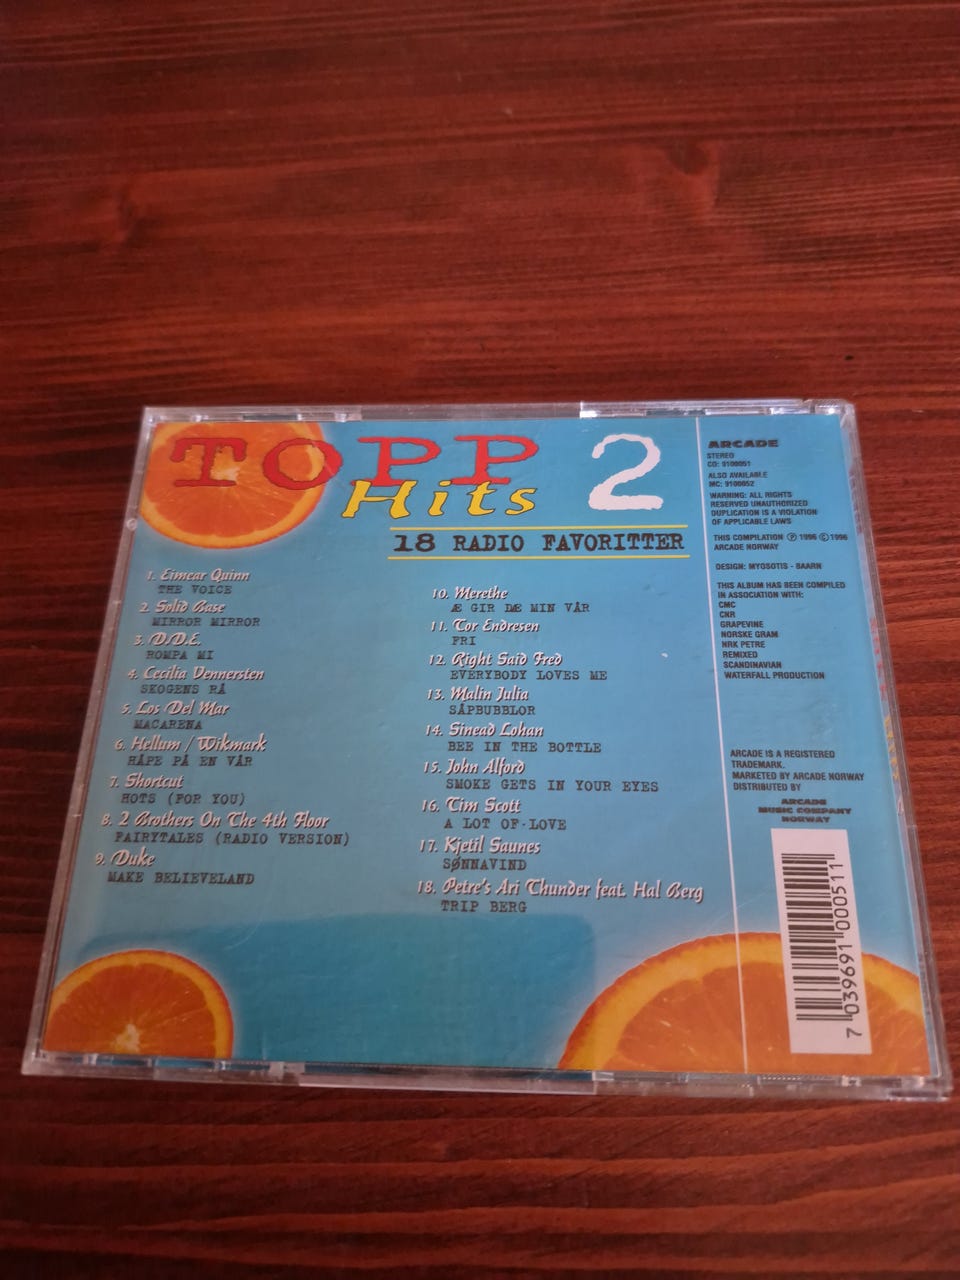 TOPP
Hits 2
18 RADIO FAVORITTER
1. Eimear Quinn
THE VOICE
2. Solid Base
MIRROR MIRROR
3. D.D.E.
ROMPA MI
4. Cecilia Vennersten
SKOGENS RÅ
5. Los Del Mar
MACARENA
6. Hellum / Wikmark
HÅPE PÅ EN VÅR
7. Shortcut
HOTS (FOR YOU)
8. 2 Brothers On The 4th Floor
FAIRYTALES (RADIO VERSION)
9. Duke
MAKE BELIEVELAND
10. Merethe
Æ GIR DÆ MIN VÅR
11. Tor Endresen
FRI
12. Right Said Fred
EVERYBODY LOVES ME
13. Malin Julia
SÅPBUBBLOR
14. Sinead Lohan
BEE IN THE BOTTLE
15. John Alford
SMOKE GETS IN YOUR EYES
16. Tim Scott
A LOT OF·LOVE
17. Kjetil Saunes
SØNNAVIND
18. Petre's Ari Thunder feat. Hal Berg
TRIP BERG
ARCADE
STEREO
CD: 9100051
ALSO AVAILABLE
MC: 9100052
WARNING: ALL RIGHTS
RESERVED UNAUTHORIZED
DUPLICATION IS A VIOLATION
OF APPLICABLE LAWS
THIS COMPILATION ℗ 1996 © 1996
ARCADE NORWAY
DESIGN: MYOSOTIS - BAARN
THIS ALBUM HAS BEEN COMPILED
IN ASSOCIATION WITH:
CMC
CNR
GRAPEVINE
NORSKE GRAM
NRK PETRE
REMIXED
SCANDINAVIAN
WATERFALL PRODUCTION
ARCADE IS A REGISTERED
TRADEMARK.
MARKETED BY ARCADE NORWAY
DISTRIBUTED BY
ARCADE
MUSIC COMPANY
NORWAY
7 039691 000511